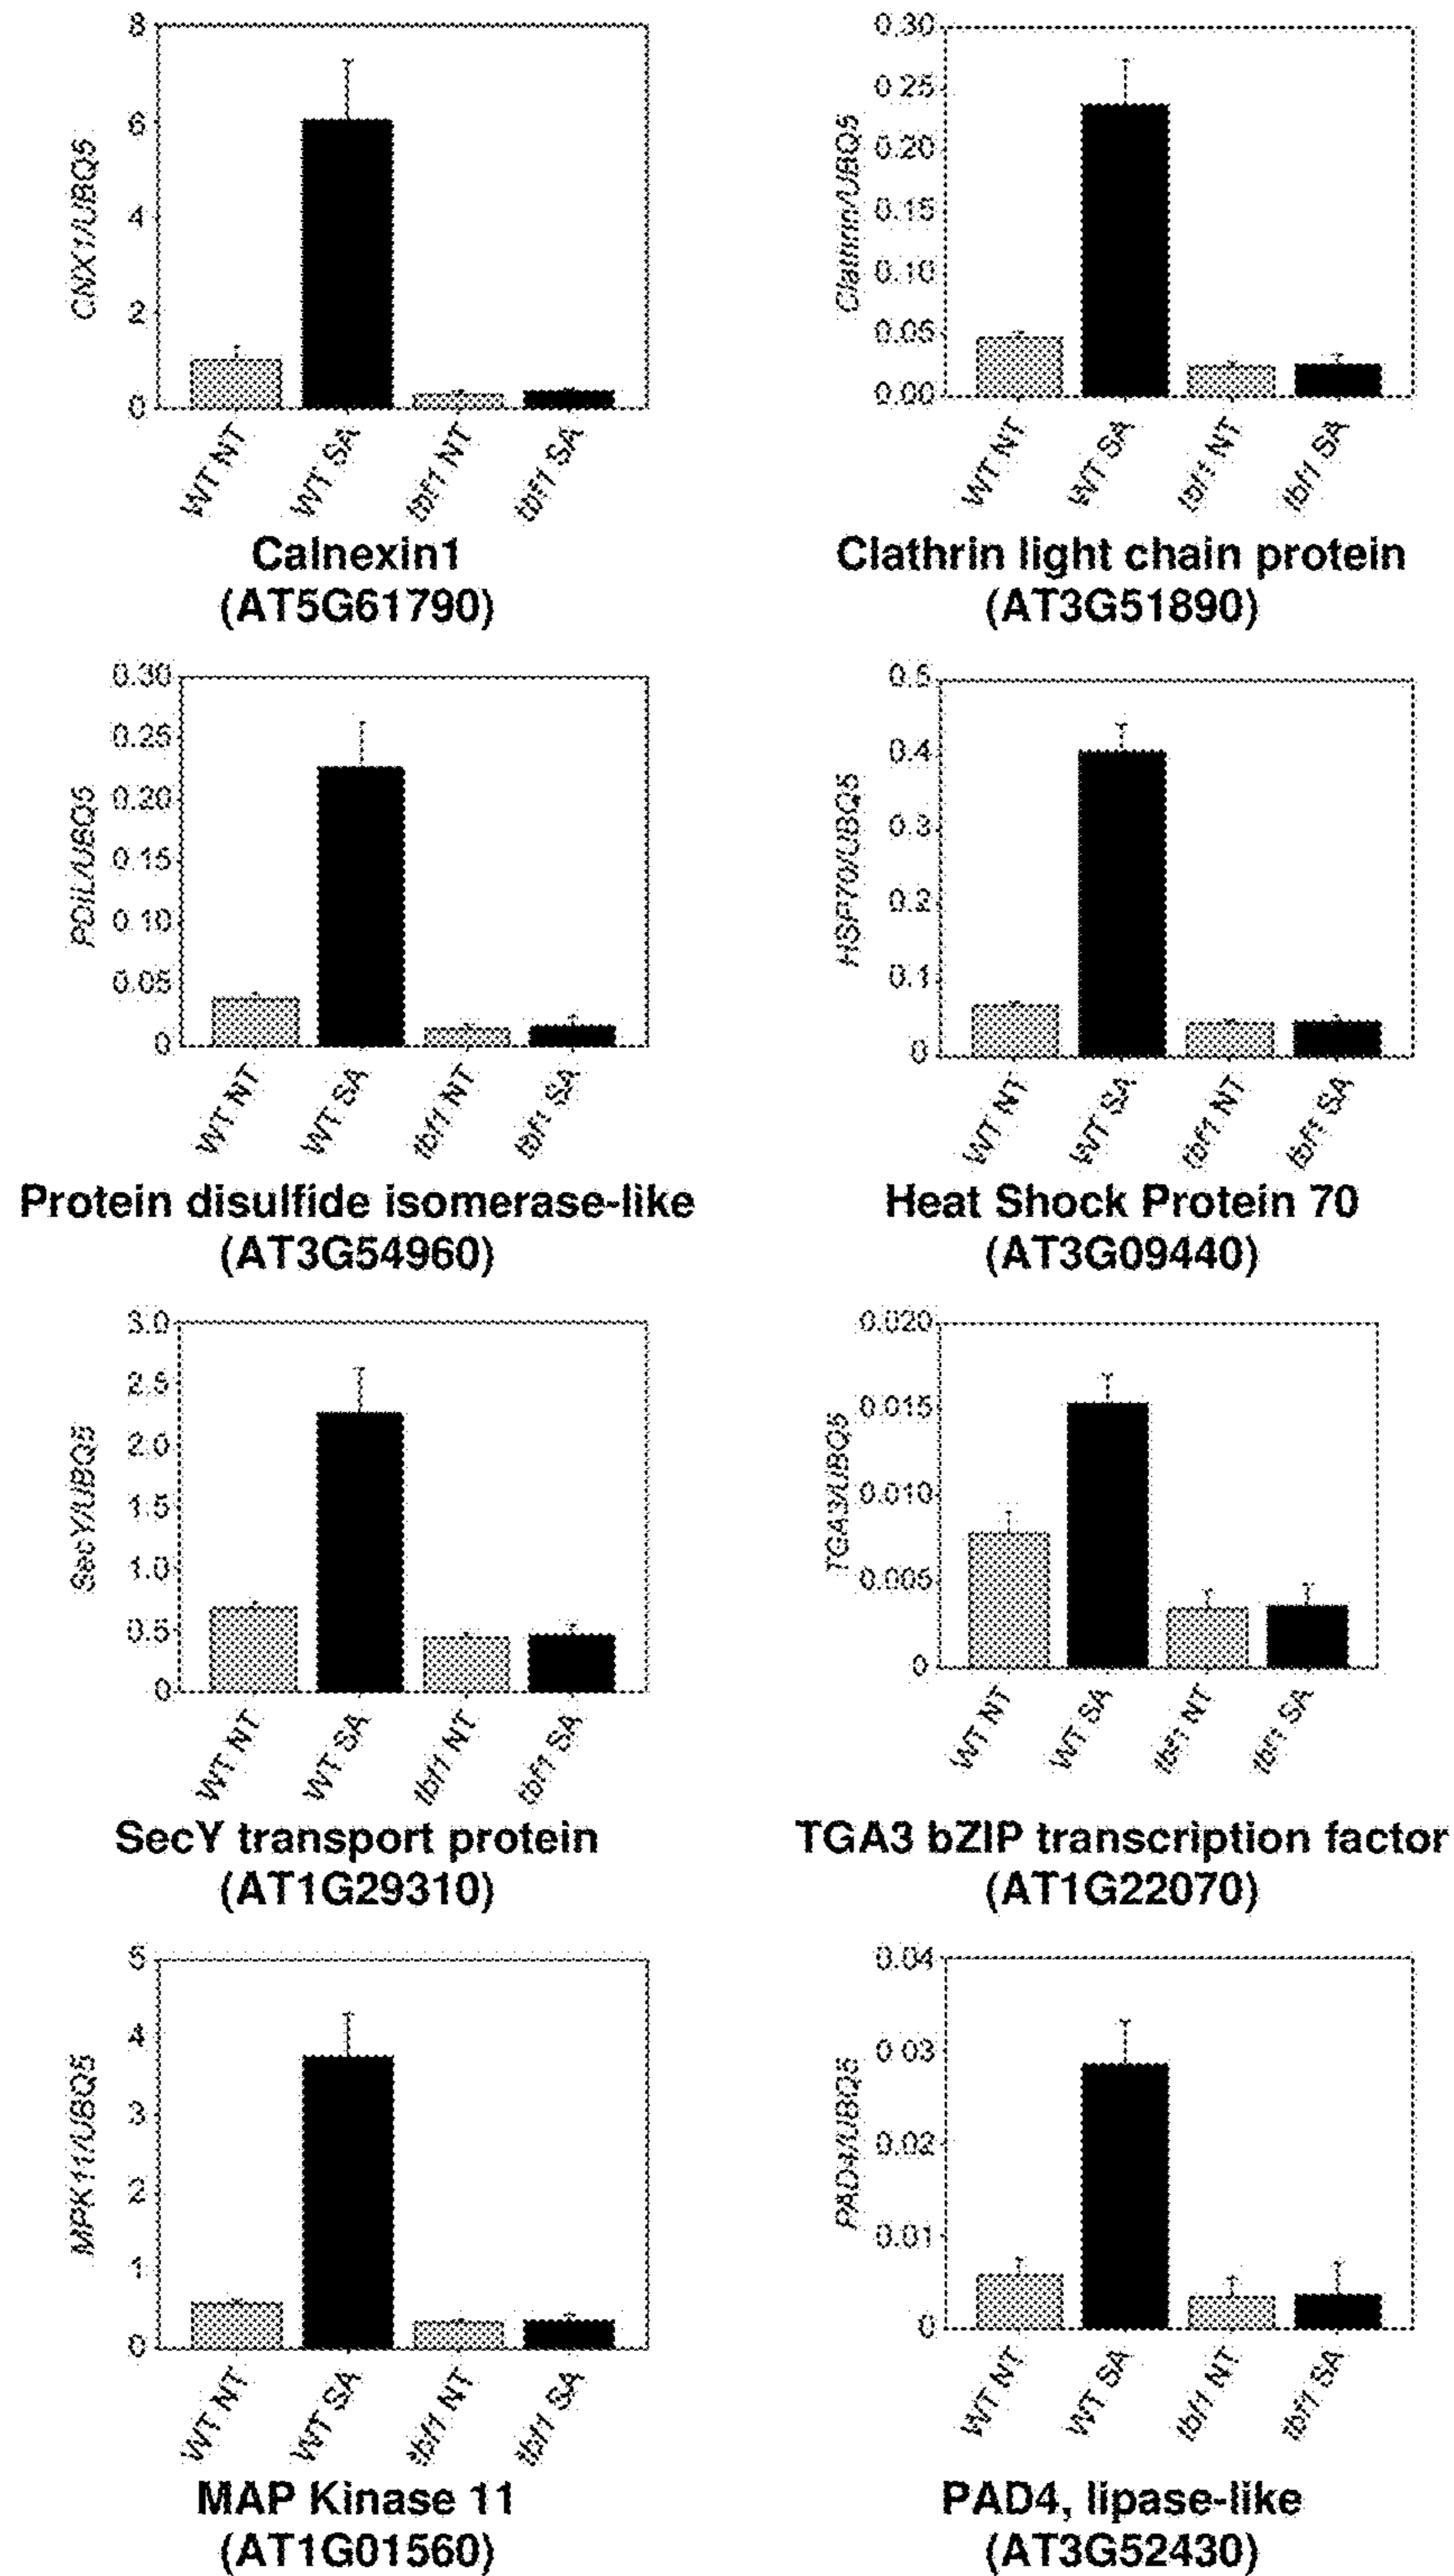 8
6
4
2
0
CNX1/UBQ5
WT NT
WT SA
tbf1 NT
tbf1 SA
Calnexin1
(AT5G61790)
0.30
0.25
0.20
0.15
0.10
0.05
0.00
Clathrin/UBQ5
WT NT
WT SA
tbf1 NT
tbf1 SA
Clathrin light chain protein
(AT3G51890)
0.30
0.25
0.20
0.15
0.10
0.05
0
PDIL/UBQ5
WT NT
WT SA
tbf1 NT
tbf1 SA
Protein disulfide isomerase-like
(AT3G54960)
0.5
0.4
0.3
0.2
0.1
0
HSP70/UBQ5
WT NT
WT SA
tbf1 NT
tbf1 SA
Heat Shock Protein 70
(AT3G09440)
3.0
2.5
2.0
1.5
1.0
0.5
0
SecY/UBQ5
WT NT
WT SA
tbf1 NT
tbf1 SA
SecY transport protein
(AT1G29310)
0.020
0.015
0.010
0.005
0
TGA3/UBQ5
WT NT
WT SA
tbf1 NT
tbf1 SA
TGA3 bZIP transcription factor
(AT1G22070)
5
4
3
2
1
0
MPK11/UBQ5
WT NT
WT SA
tbf1 NT
tbf1 SA
MAP Kinase 11
(AT1G01560)
0.04
0.03
0.02
0.01
0
PAD4/UBQ5
WT NT
WT SA
tbf1 NT
tbf1 SA
PAD4, lipase-like
(AT3G52430)